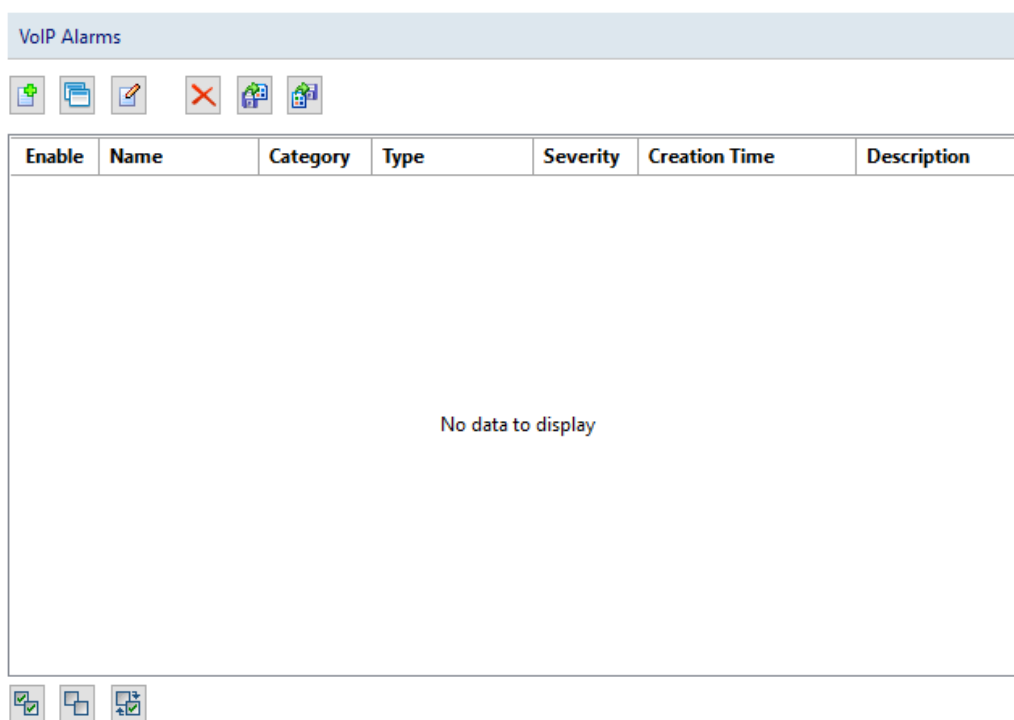 VoIP Alarms
Enable Name Category Type Severity Creation Time Description
No data to display